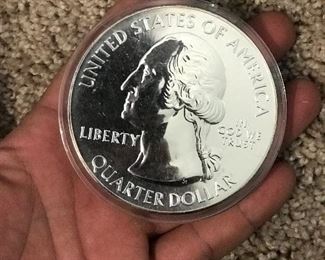 UNITED STATES OF AMERICA
LIBERTY
IN
GOD WE
TRUST
QUARTER DOLLAR